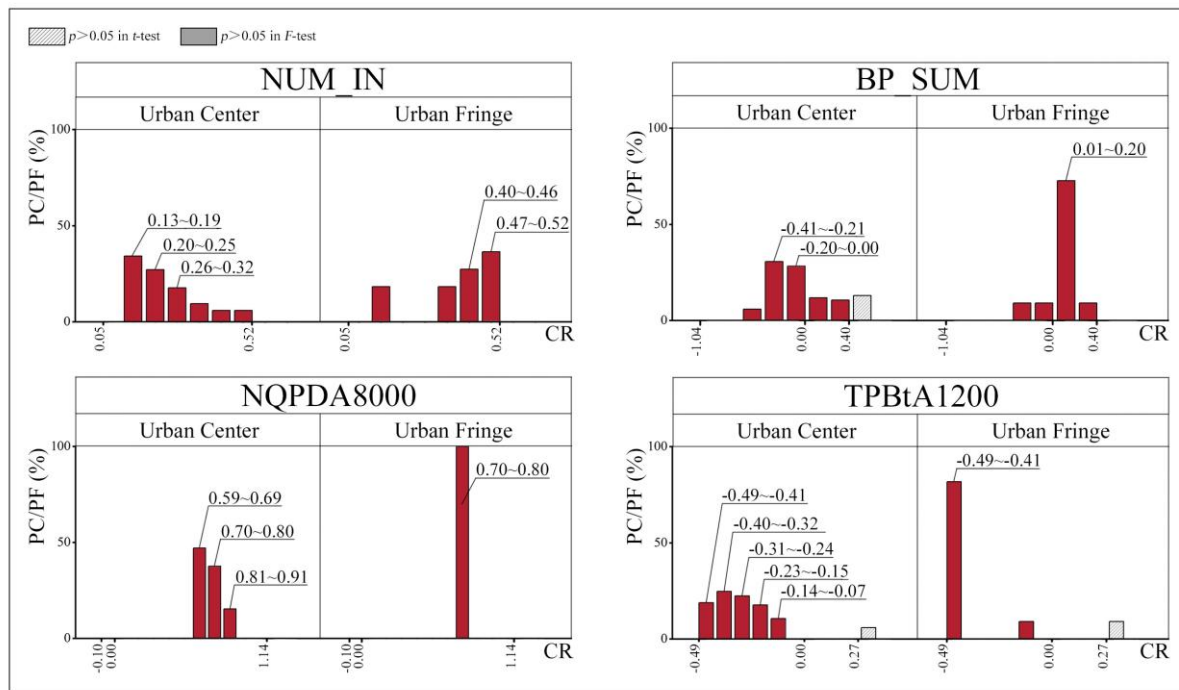 p＞0.05 in t-test p＞0.05 in F-test
NUM_IN
Urban Center Urban Fringe
PC/PF (%)
100
50
0
0.13~0.19
0.20~0.25
0.26~0.32
0.40~0.46
0.47~0.52
0.05 0.52 0.05 0.52 CR
BP_SUM
Urban Center Urban Fringe
PC/PF (%)
100
50
0
-0.41~-0.21
-0.20~0.00
0.01~0.20
-1.04 0.00 0.40 -1.04 0.00 0.40 CR
NQPDA8000
Urban Center Urban Fringe
PC/PF (%)
100
50
0
0.59~0.69
0.70~0.80
0.81~0.91
0.70~0.80
-0.10 0.00 1.14 -0.10 0.00 1.14 CR
TPBtA1200
Urban Center Urban Fringe
PC/PF (%)
100
50
0
-0.49~-0.41
-0.40~-0.32
-0.31~-0.24
-0.23~-0.15
-0.14~-0.07
-0.49~-0.41
-0.49 0.00 0.27 -0.49 0.00 0.27 CR